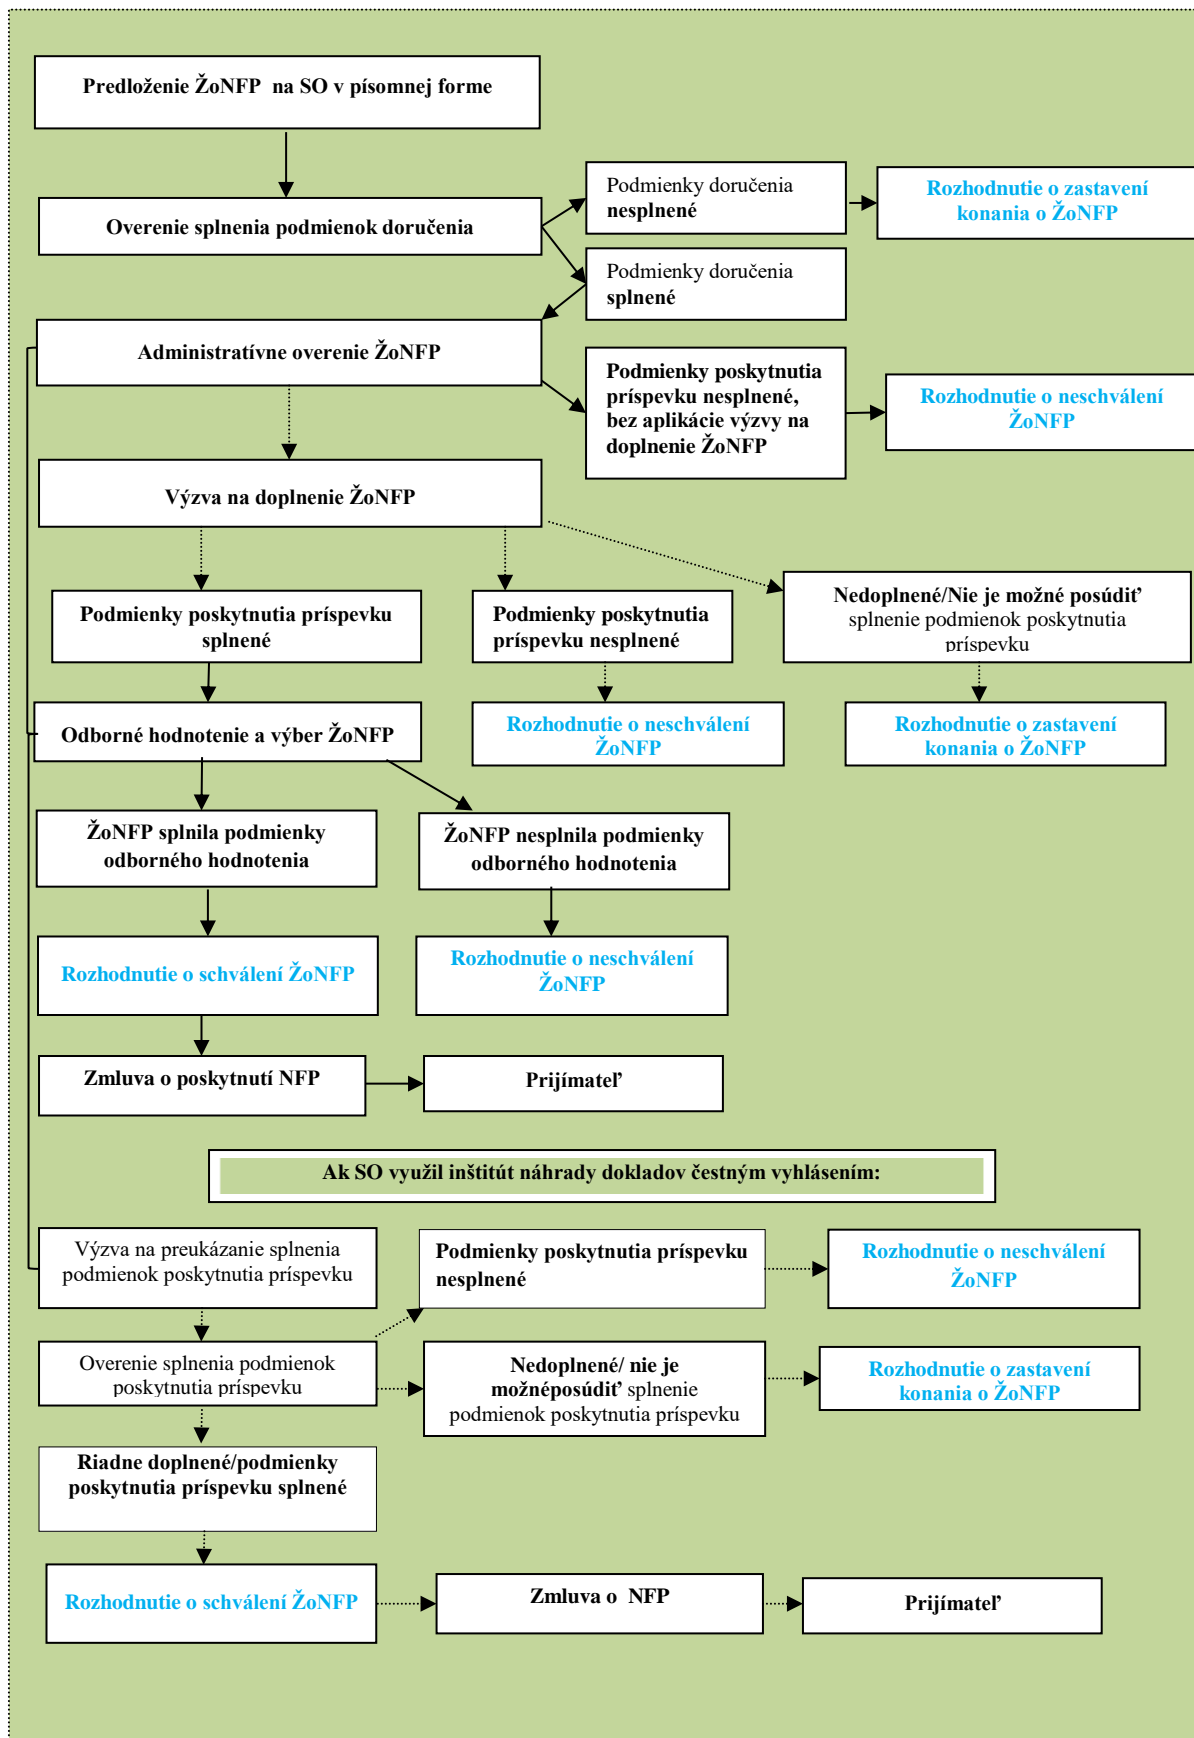 Predloženie ŽoNFP na SO v písomnej forme
Overenie splnenia podmienok doručenia
Podmienky doručenia
nesplnené
Rozhodnutie o zastavení
konania o ŽoNFP
Podmienky doručenia
splnené
Administratívne overenie ŽoNFP
Podmienky poskytnutia
príspevku nesplnené,
bez aplikácie výzvy na
doplnenie ŽoNFP
Rozhodnutie o neschválení
ŽoNFP
Výzva na doplnenie ŽoNFP
Podmienky poskytnutia príspevku
splnené
Podmienky poskytnutia
príspevku nesplnené
Nedoplnené/Nie je možné posúdiť
splnenie podmienok poskytnutia
príspevku
Odborné hodnotenie a výber ŽoNFP
Rozhodnutie o neschválení
ŽoNFP
Rozhodnutie o zastavení
konania o ŽoNFP
ŽoNFP splnila podmienky
odborného hodnotenia
ŽoNFP nesplnila podmienky
odborného hodnotenia
Rozhodnutie o schválení ŽoNFP
Rozhodnutie o neschválení
ŽoNFP
Zmluva o poskytnutí NFP
Prijímateľ
Ak SO využil inštitút náhrady dokladov čestným vyhlásením:
Výzva na preukázanie splnenia
podmienok poskytnutia príspevku
Podmienky poskytnutia príspevku
nesplnené
Rozhodnutie o neschválení
ŽoNFP
Overenie splnenia podmienok
poskytnutia príspevku
Nedoplnené/ nie je
možnéposúdiť splnenie
podmienok poskytnutia príspevku
Rozhodnutie o zastavení
konania o ŽoNFP
Riadne doplnené/podmienky
poskytnutia príspevku splnené
Rozhodnutie o schválení ŽoNFP
Zmluva o NFP
Prijímateľ